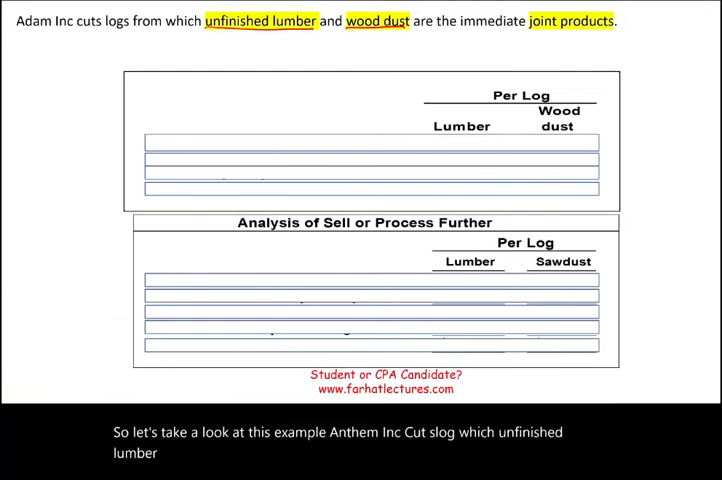 Adam Inc cuts logs from which unfinished lumber and wood dust are the immediate joint products.
Per Log
Wood
Lumber dust
Analysis of Sell or Process Further
Per Log
Lumber Sawdust
Student or CPA Candidate?
www.farhatlectures.com
So let's take a look at this example Anthem Inc Cut slog which unfinished
lumber